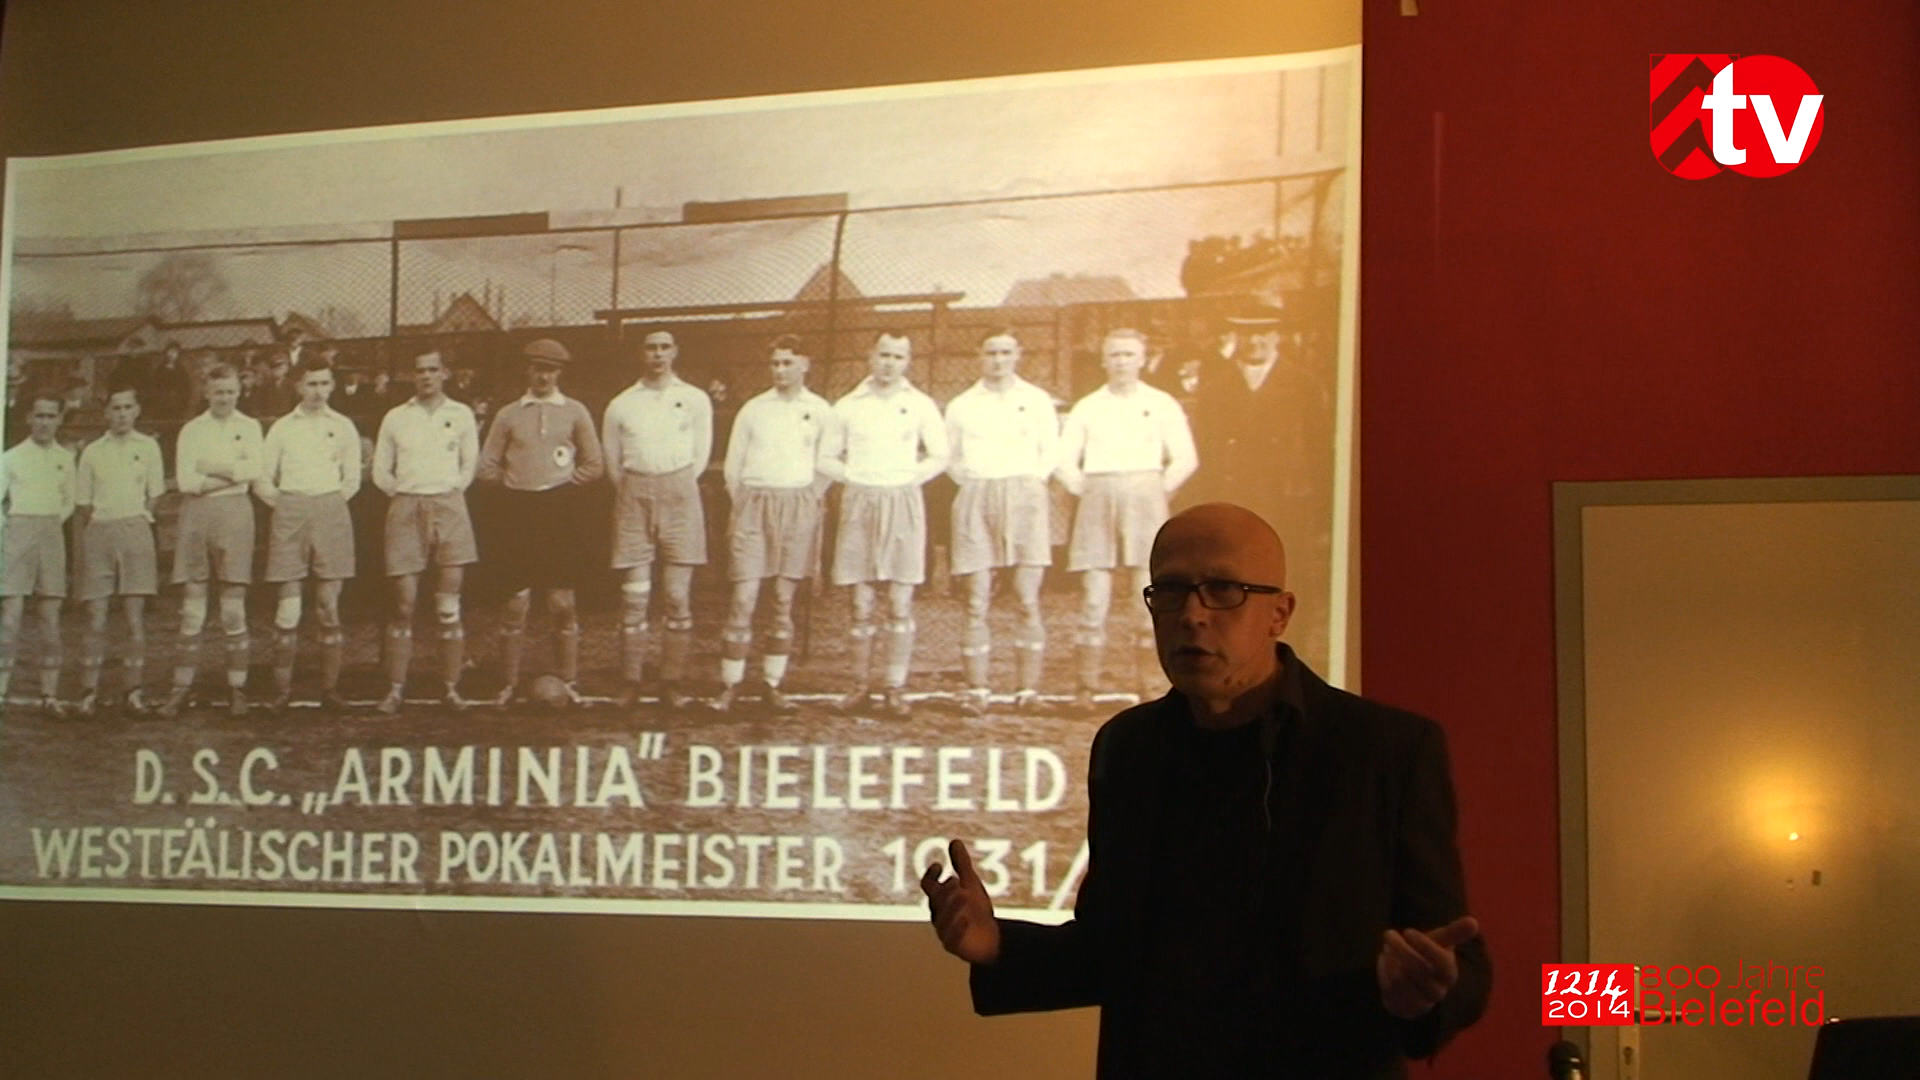 tv
D.S.C. „ARMINIA" BIELEFELD
WESTFÄLISCHER POKALMEISTER 1931/
1214 800 Jahre
2014 Bielefeld